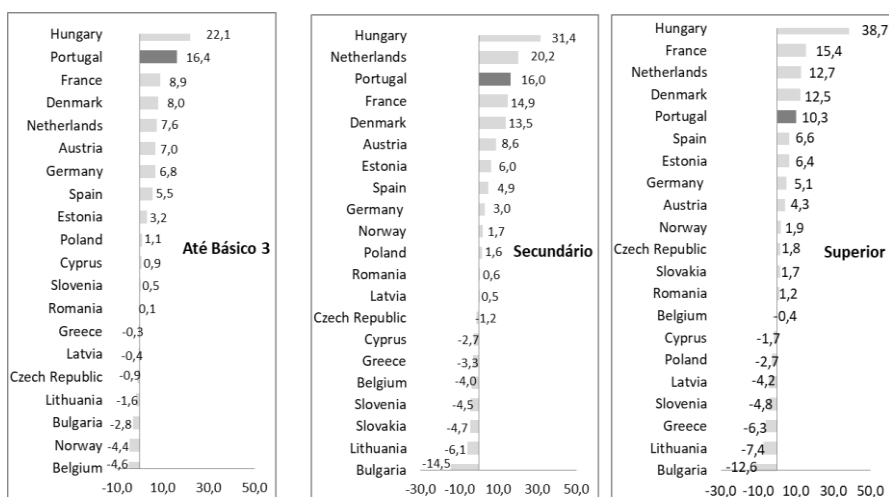 Hungary 22,1
Portugal 16,4
France 8,9
Denmark 8,0
Netherlands 7,6
Austria 7,0
Germany 6,8
Spain 5,5
Estonia 3,2
Poland 1,1
Até Básico 3
Cyprus 0,9
Slovenia 0,5
Romania 0,1
Greece -0,3
Latvia -0,4
Czech Republic -0,9
Lithuania -1,6
Bulgaria -2,8
Norway -4,4
Belgium -4,6
-10,0 10,0 30,0 50,0
Hungary 31,4
Netherlands 20,2
Portugal 16,0
France 14,9
Denmark 13,5
Austria 8,6
Estonia 6,0
Spain 4,9
Germany 3,0
Norway 1,7
Poland 1,6
Secundário
Romania 0,6
Latvia 0,5
Czech Republic -1,2
Cyprus -2,7
Greece -3,3
Belgium -4,0
Slovenia -4,5
Slovakia -4,7
Lithuania -6,1
Bulgaria -14,5
-30,0 -10,0 10,0 30,0 50,0
Hungary 38,7
France 15,4
Netherlands 12,7
Denmark 12,5
Portugal 10,3
Spain 6,6
Estonia 6,4
Germany 5,1
Austria 4,3
Norway 1,9
Czech Republic 1,8
Superior
Slovakia 1,7
Romania 1,2
Belgium -0,4
Cyprus -1,7
Poland -2,7
Latvia -4,2
Slovenia -4,8
Greece -6,3
Lithuania -7,4
Bulgaria -12,6
-30,0 -10,0 10,0 30,0 50,0